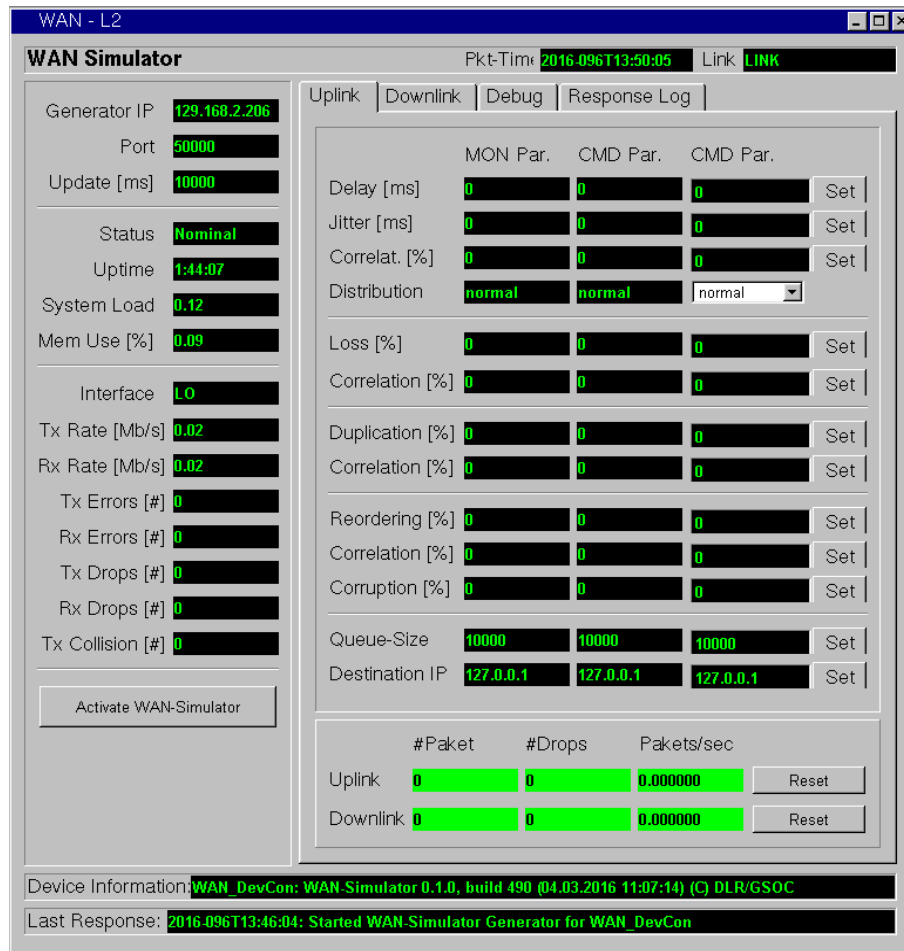 WAN - L2
WAN Simulator Pkt-Time 2016-096T13:50:05 Link LINK
Generator IP 129.168.2.206
Port 50000
Update [ms] 10000
Status Nominal
Uptime 1:44:07
System Load 0.12
Mem Use [%] 0.09
Interface LO
Tx Rate [Mb/s] 0.02
Rx Rate [Mb/s] 0.02
Tx Errors [#] 0
Rx Errors [#] 0
Tx Drops [#] 0
Rx Drops [#] 0
Tx Collision [#] 0
Activate WAN-Simulator
Uplink Downlink Debug Response Log
MON Par. CMD Par. CMD Par.
Delay [ms] 0 0 0 Set
Jitter [ms] 0 0 0 Set
Correlat. [%] 0 0 0 Set
Distribution normal normal normal
Loss [%] 0 0 0 Set
Correlation [%] 0 0 0 Set
Duplication [%] 0 0 0 Set
Correlation [%] 0 0 0 Set
Reordering [%] 0 0 0 Set
Correlation [%] 0 0 0 Set
Corruption [%] 0 0 0 Set
Queue-Size 10000 10000 10000 Set
Destination IP 127.0.0.1 127.0.0.1 127.0.0.1 Set
#Paket #Drops Pakets/sec
Uplink 0 0 0.000000 Reset
Downlink 0 0 0.000000 Reset
Device Information: WAN_DevCon: WAN-Simulator 0.1.0, build 490 (04.03.2016 11:07:14) (C) DLR/GSOC
Last Response: 2016-096T13:46:04: Started WAN-Simulator Generator for WAN_DevCon